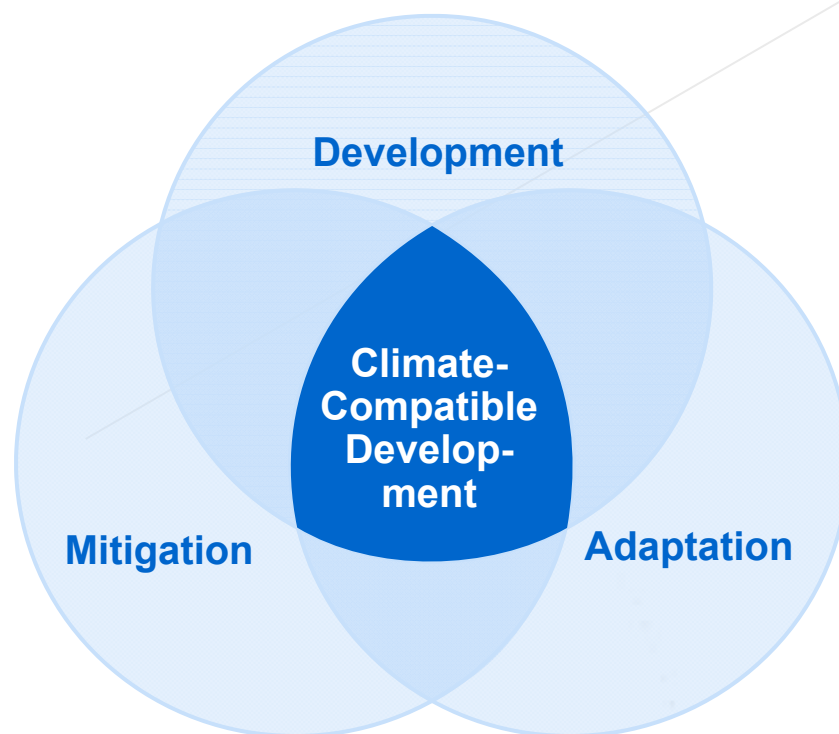 Development
Climate-
Compatible
Develop-
ment
Mitigation
Adaptation